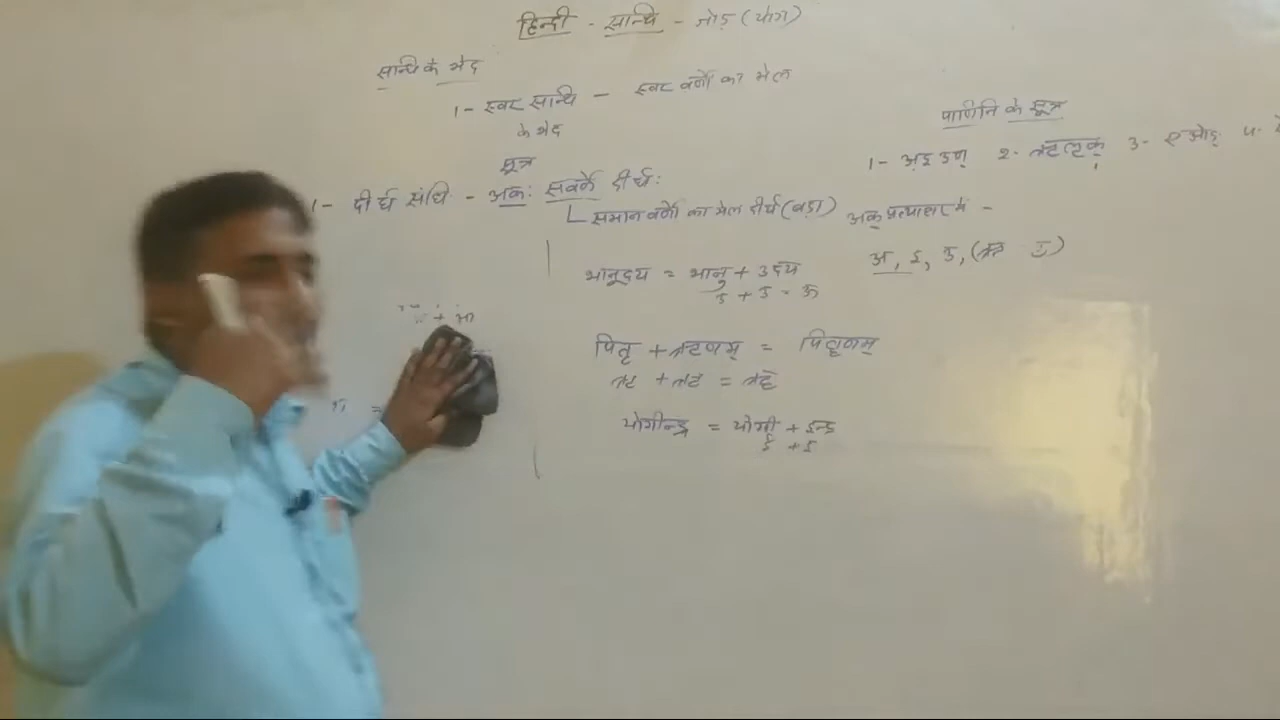 हिन्दी - सन्धि - जोड़ (योग)
सन्धि के भेद
1- स्वर सन्धि - स्वर वर्णों का मेल
के भेद
सूत्र
1- दीर्घ संधि - अकः सवर्णे दीर्घः
समान वर्णों का मेल दीर्घ (बड़ा)
भानूदय = भानु + उदय
उ + उ = ऊ
पितृ + ऋणम् = पितॄणम्
ऋ + ऋ = ॠ
योगीन्द्र = योगी + इन्द्र
ई + इ
पाणिनि के सूत्र
1- अइउण् 2- ऋलृक् 3- एओङ् 4-
अक् प्रत्याहार में -
अ, इ, उ, (ऋ